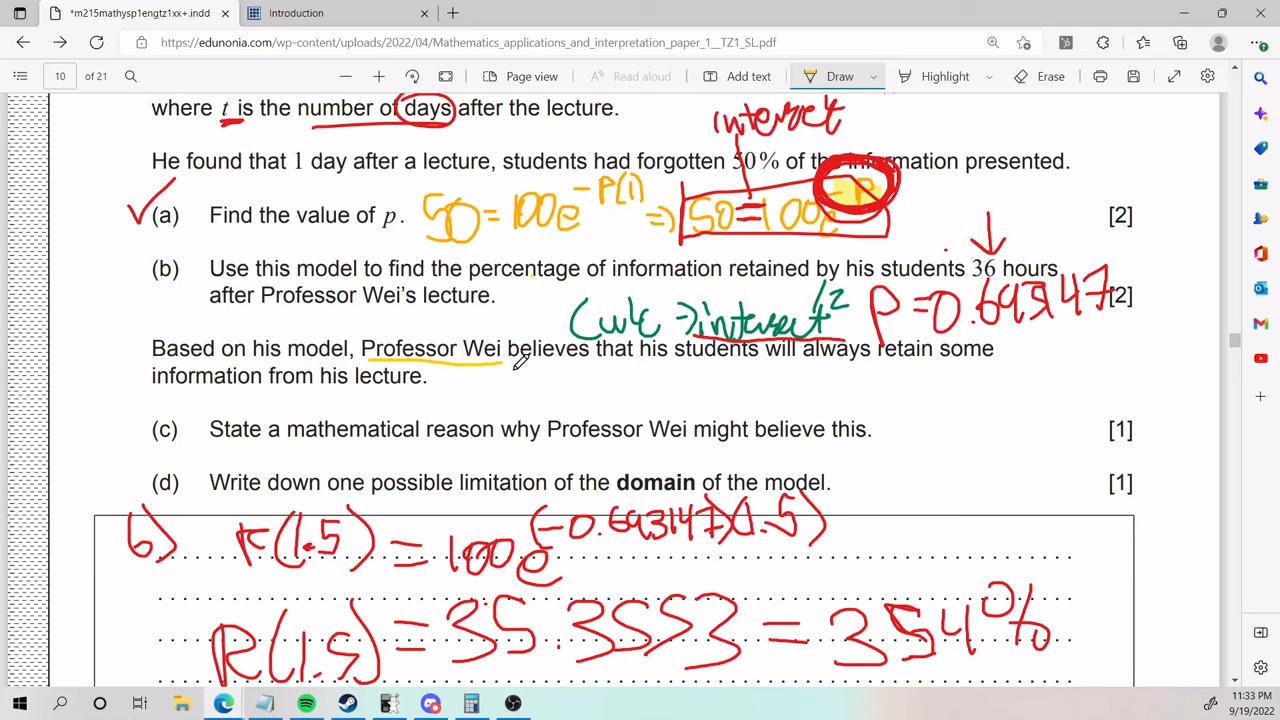 *m215mathysp1engtz1xx+.indd
Introduction
https://edunonia.com/wp-content/uploads/2022/04/Mathematics_applications_and_interpretation_paper_1__TZ1_SL.pdf
10 of 21
Page view
Read aloud
Add text
Draw
Highlight
Erase
where t is the number of days after the lecture.
intersect
He found that 1 day after a lecture, students had forgotten 50% of the information presented.
(a) Find the value of p. [2]
50 = 100e^-P(1) => 50 = 100e^-P
(b) Use this model to find the percentage of information retained by his students 36 hours
after Professor Wei's lecture. [2]
P = 0.693147
=> intersect
Based on his model, Professor Wei believes that his students will always retain some
information from his lecture.
(c) State a mathematical reason why Professor Wei might believe this. [1]
(d) Write down one possible limitation of the domain of the model. [1]
b) R(1.5) = 100e^(-0.693147)(1.5)
R(1.5) = 35.3553 = 35.4%
11:33 PM
9/19/2022